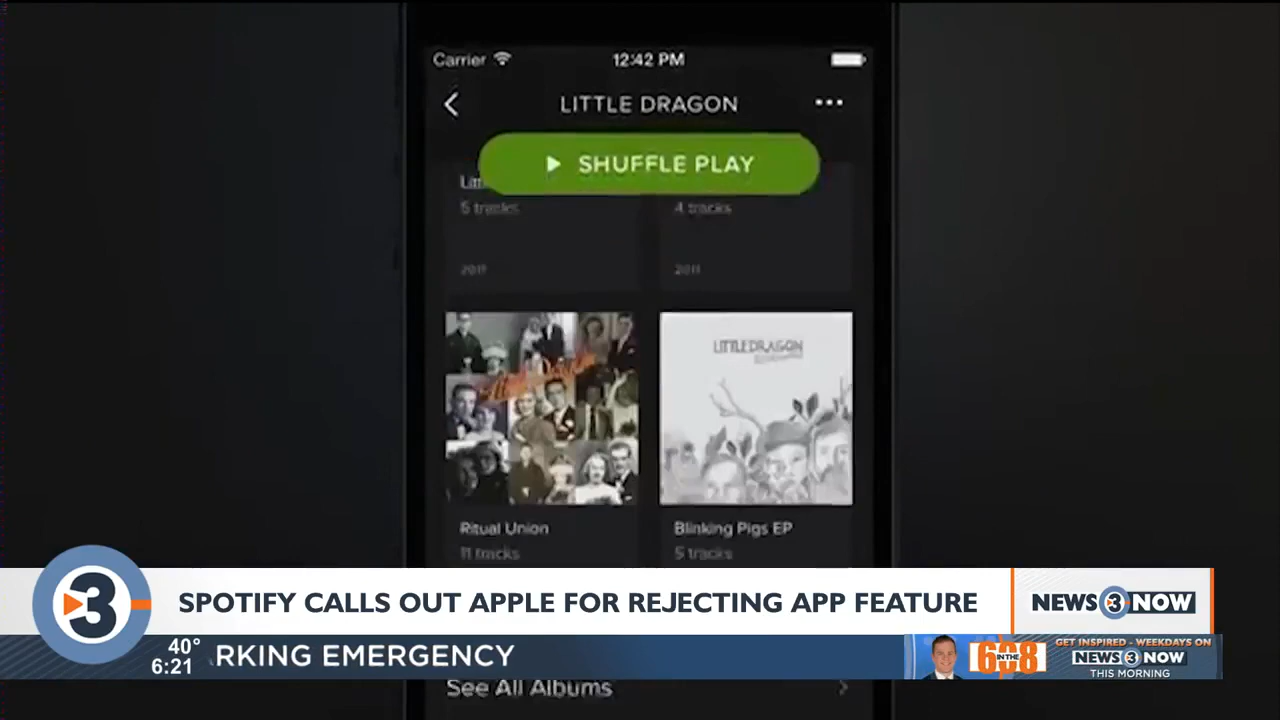 Carrier
12:42 PM
LITTLE DRAGON
SHUFFLE PLAY
5 tracks
4 tracks
2011
2011
LITTLE DRAGON
Ritual Union
11 tracks
Blinking Pigs EP
5 tracks
3
SPOTIFY CALLS OUT APPLE FOR REJECTING APP FEATURE
NEWS 3 NOW
40°
6:21
RKING EMERGENCY
608
IN THE
GET INSPIRED - WEEKDAYS ON
NEWS 3 NOW
THIS MORNING
See All Albums